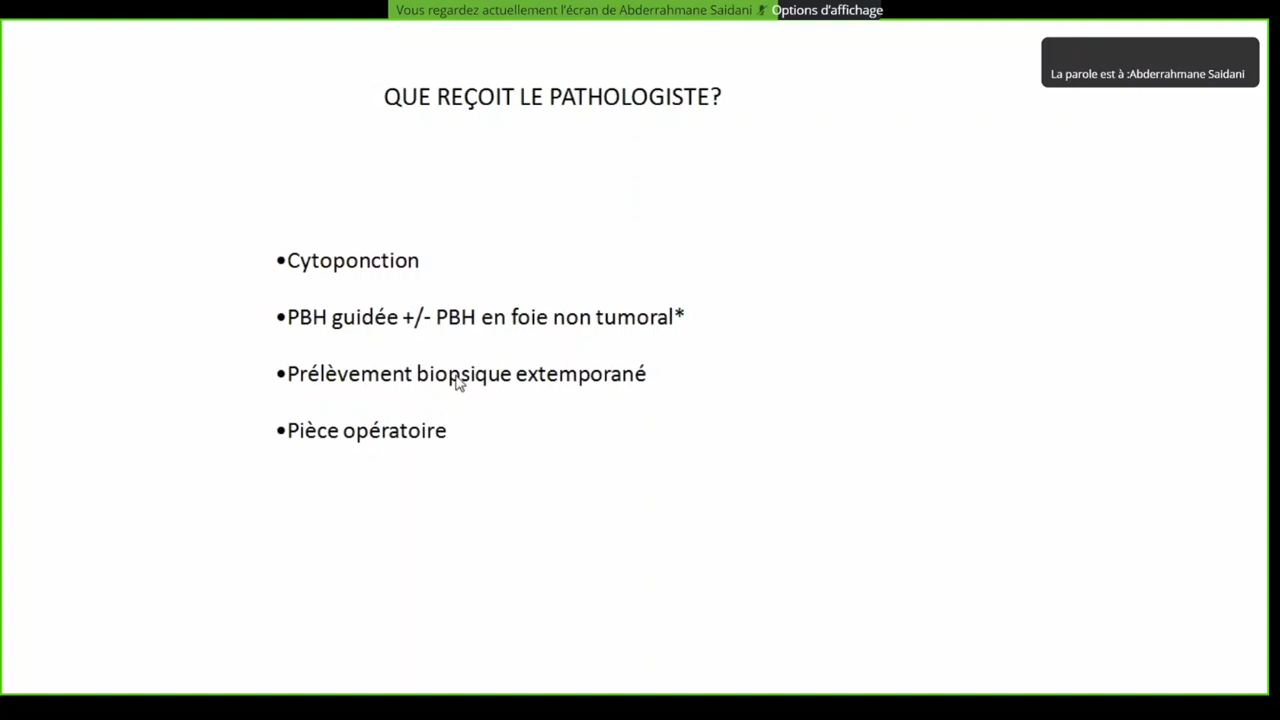 Vous regardez actuellement l'écran de Abderrahmane Saidani
Options d'affichage
La parole est à :Abderrahmane Saidani
QUE REÇOIT LE PATHOLOGISTE?
•Cytoponction
•PBH guidée +/- PBH en foie non tumoral*
•Prélèvement biopsique extemporané
•Pièce opératoire